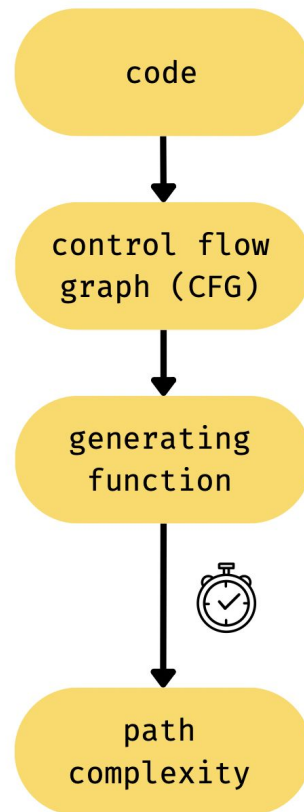 code
control flow
graph (CFG)
generating
function
path
complexity